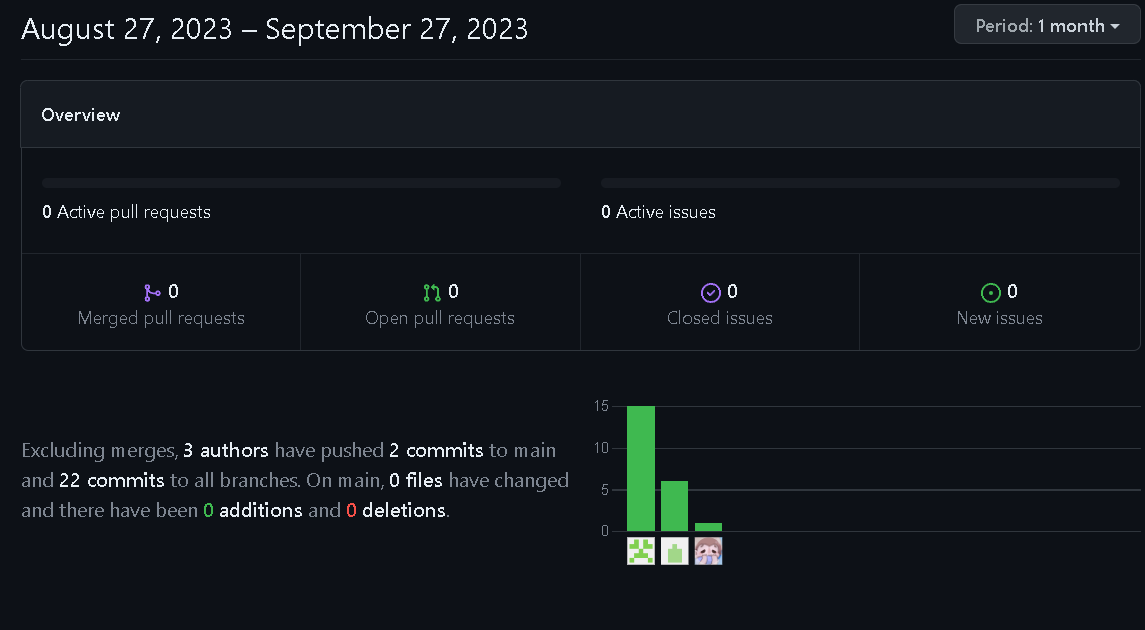 August 27, 2023 – September 27, 2023
Period: 1 month
Overview
0 Active pull requests
0 Active issues
0
Merged pull requests
0
Open pull requests
0
Closed issues
0
New issues
Excluding merges, 3 authors have pushed 2 commits to main
and 22 commits to all branches. On main, 0 files have changed
and there have been 0 additions and 0 deletions.
15
10
5
0